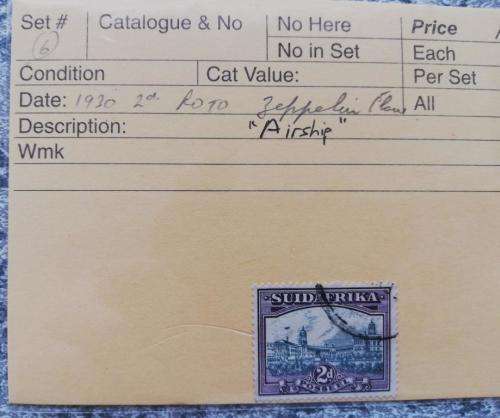 Set # Catalogue & No No Here Price
6 No in Set Each
Condition Cat Value: Per Set
Date: 1930 2d. ROTO Zeppelin Flaw All
Description: "Airship"
Wmk
SUIDAFRIKA
2d